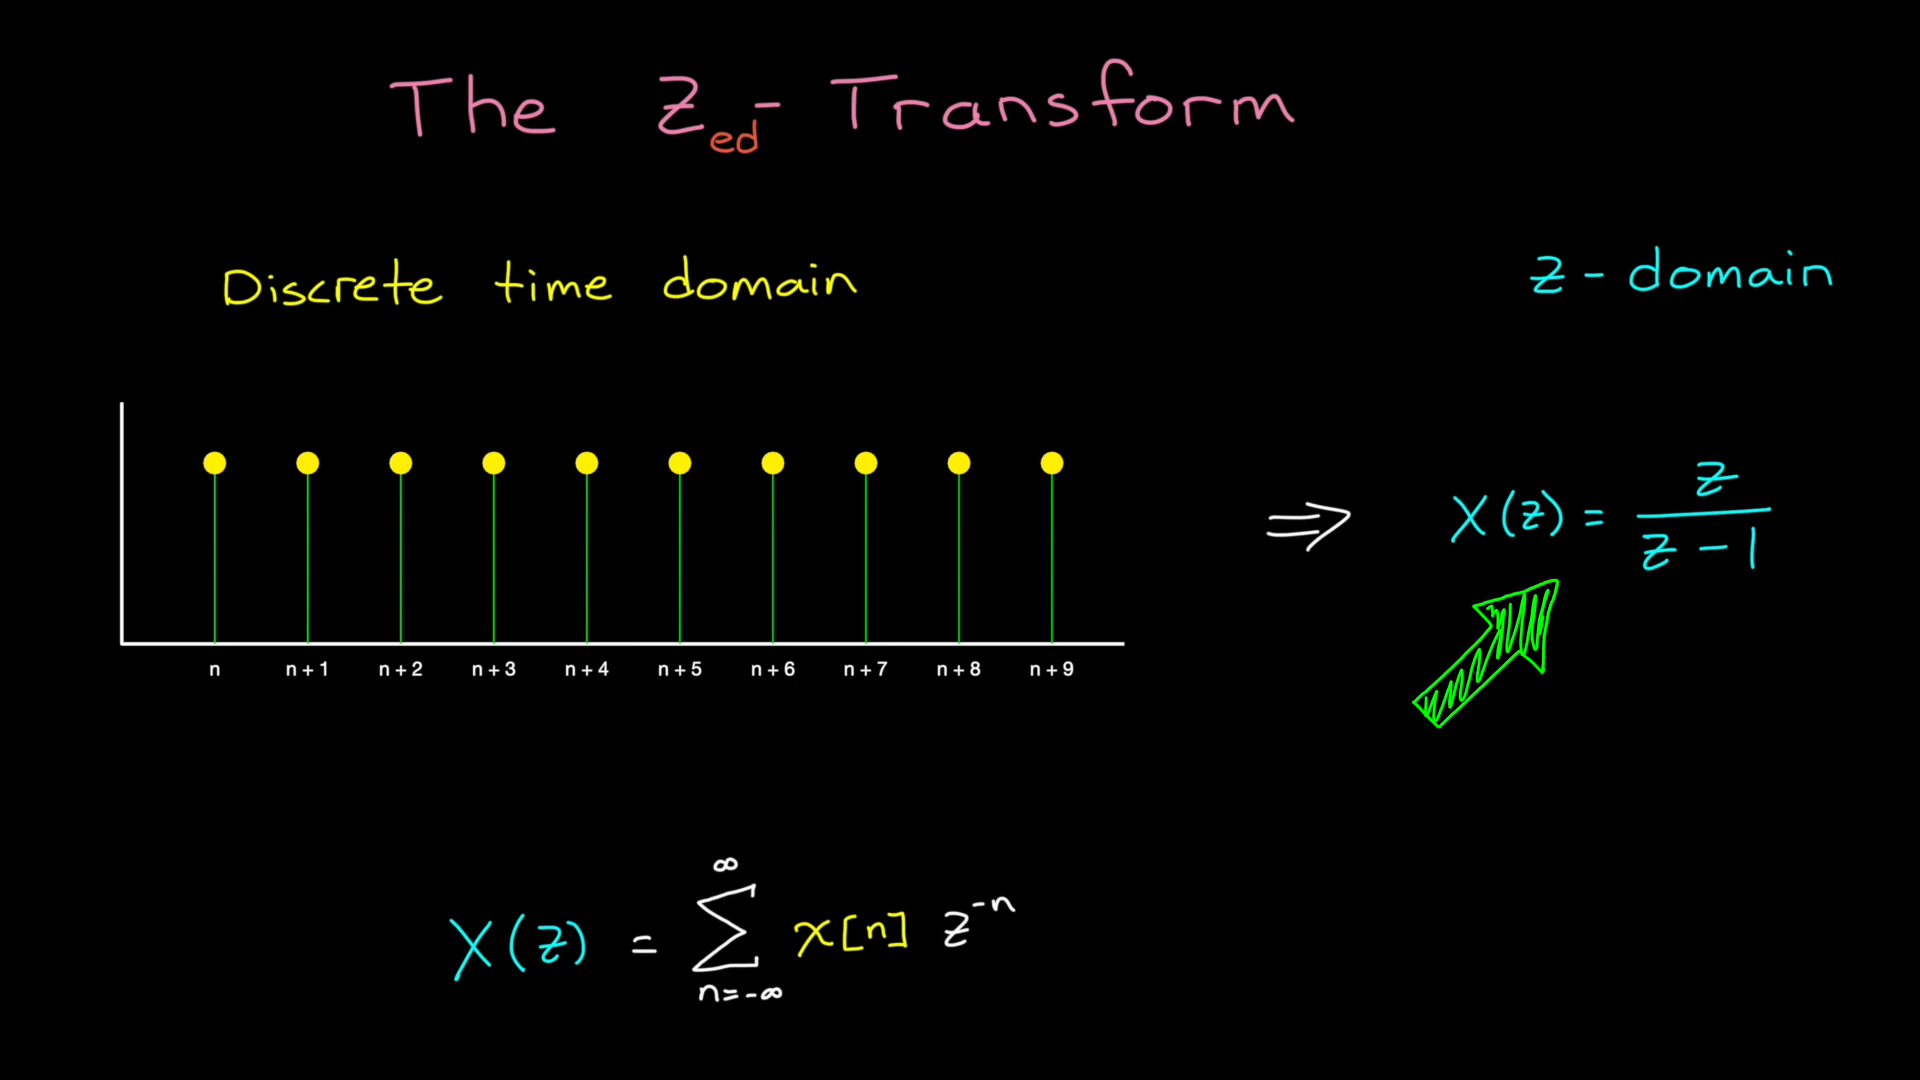 The Zed-Transform
Discrete time domain
z-domain
n n+1 n+2 n+3 n+4 n+5 n+6 n+7 n+8 n+9
⇒ X(z) = z / (z - 1)
X(z) = ∑_{n=-∞}^{∞} x[n] z^{-n}